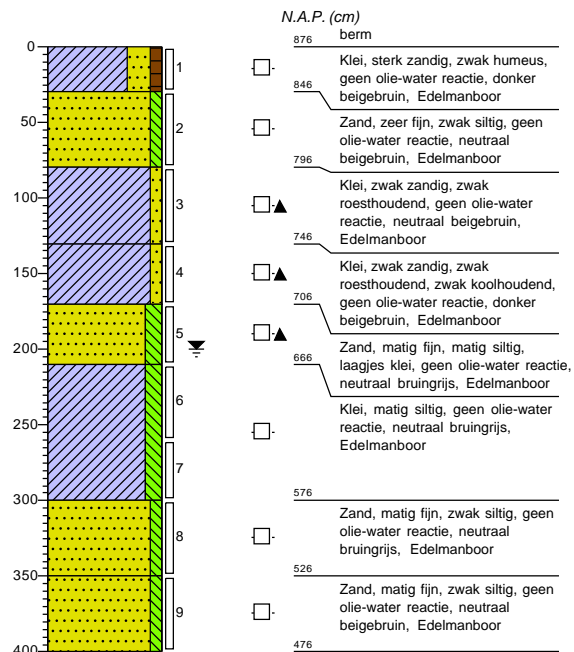 N.A.P. (cm)
0
876
berm
1
Klei, sterk zandig, zwak humeus,
geen olie-water reactie, donker
beigebruin, Edelmanboor
846
50
2
Zand, zeer fijn, zwak siltig, geen
olie-water reactie, neutraal
beigebruin, Edelmanboor
796
100
3
Klei, zwak zandig, zwak
roesthoudend, geen olie-water
reactie, neutraal beigebruin,
Edelmanboor
746
150
4
Klei, zwak zandig, zwak
roesthoudend, zwak koolhoudend,
geen olie-water reactie, donker
beigebruin, Edelmanboor
706
200
5
Zand, matig fijn, matig siltig,
laagjes klei, geen olie-water reactie,
neutraal bruingrijs, Edelmanboor
666
250
6
7
Klei, matig siltig, geen olie-water
reactie, neutraal bruingrijs,
Edelmanboor
300
576
8
Zand, matig fijn, zwak siltig, geen
olie-water reactie, neutraal
bruingrijs, Edelmanboor
350
526
9
Zand, matig fijn, zwak siltig, geen
olie-water reactie, neutraal
beigebruin, Edelmanboor
400
476